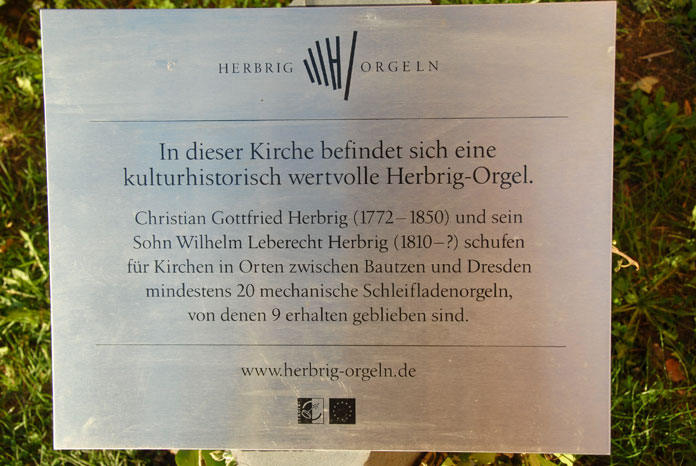 HERBRIG ORGELN
In dieser Kirche befindet sich eine
kulturhistorisch wertvolle Herbrig-Orgel.
Christian Gottfried Herbrig (1772–1850) und sein
Sohn Wilhelm Leberecht Herbrig (1810–?) schufen
für Kirchen in Orten zwischen Bautzen und Dresden
mindestens 20 mechanische Schleifladenorgeln,
von denen 9 erhalten geblieben sind.
www.herbrig-orgeln.de